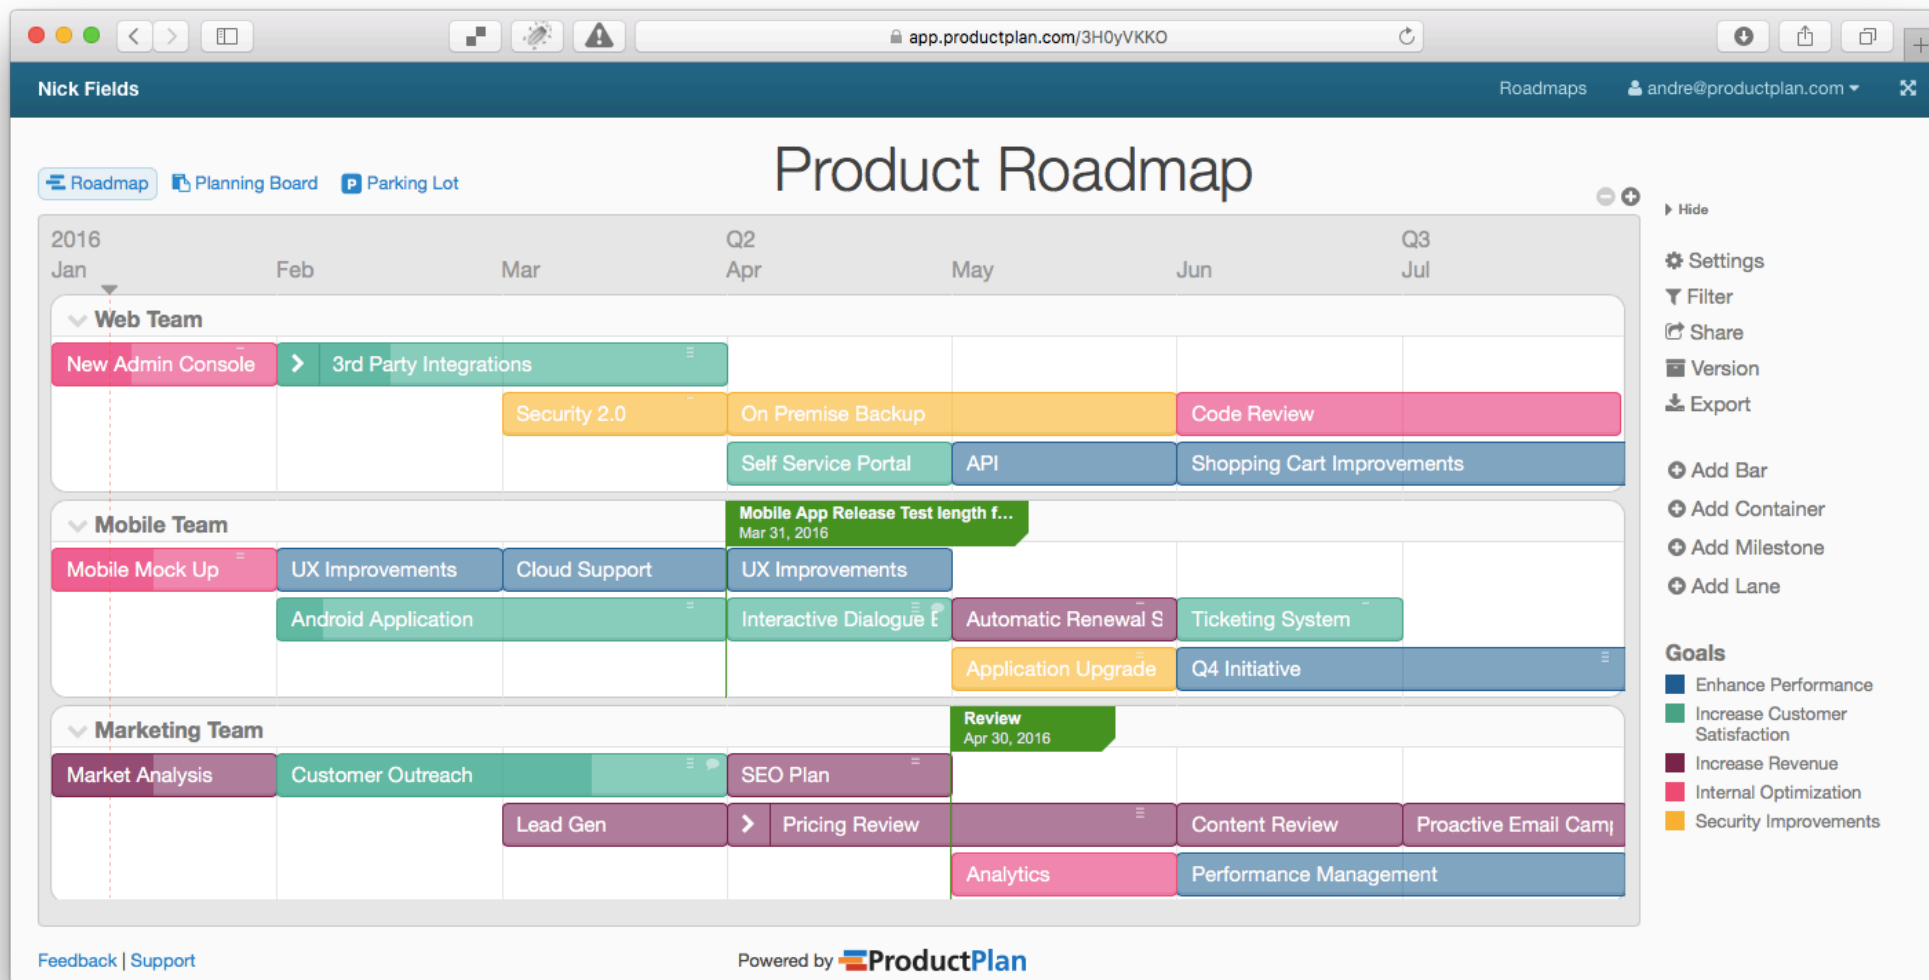 app.productplan.com/3H0yVKKO
Nick Fields
Roadmaps
andre@productplan.com
Roadmap
Planning Board
P Parking Lot
Product Roadmap
Hide
2016 Q2 Q3
Jan Feb Mar Apr May Jun Jul
Settings
Filter
Share
Version
Export
Add Bar
Add Container
Add Milestone
Add Lane
Goals
Enhance Performance
Increase Customer
Satisfaction
Increase Revenue
Internal Optimization
Security Improvements
Web Team
New Admin Console
3rd Party Integrations
Security 2.0
On Premise Backup
Code Review
Self Service Portal
API
Shopping Cart Improvements
Mobile Team
Mobile App Release Test length f...
Mar 31, 2016
Mobile Mock Up
UX Improvements
Cloud Support
UX Improvements
Android Application
Interactive Dialogue
Automatic Renewal S
Ticketing System
Application Upgrade
Q4 Initiative
Marketing Team
Review
Apr 30, 2016
Market Analysis
Customer Outreach
SEO Plan
Lead Gen
Pricing Review
Content Review
Proactive Email
Analytics
Performance Management
Feedback | Support
Powered by ProductPlan